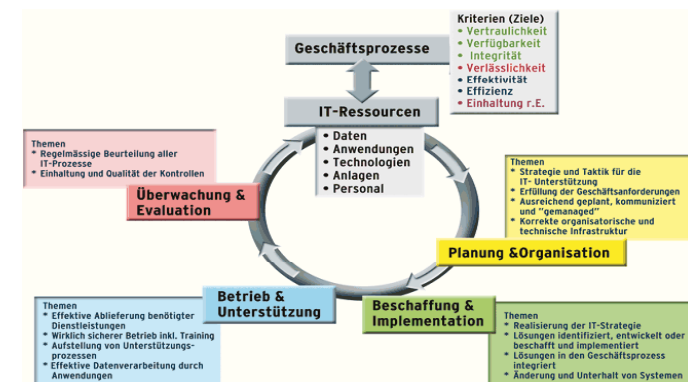 Kriterien (Ziele)
• Vertraulichkeit
• Verfügbarkeit
• Integrität
• Verlässlichkeit
• Effektivität
• Effizienz
• Einhaltung r.E.
Geschäftsprozesse
IT-Ressourcen
• Daten
• Anwendungen
• Technologien
• Anlagen
• Personal
Themen
* Regelmässige Beurteilung aller
IT-Prozesse
* Einhaltung und Qualität der Kontrollen
Überwachung &
Evaluation
Themen
* Strategie und Taktik für die
IT- Unterstützung
* Erfüllung der Geschäftsanforderungen
* Ausreichend geplant, kommuniziert
und "gemanaged"
* Korrekte organisatorische und
technische Infrastruktur
Planung &Organisation
Betrieb &
Unterstützung
Themen
* Effektive Ablieferung benötigter
Dienstleistungen
* Wirklich sicherer Betrieb inkl. Training
* Aufstellung von Unterstützungs-
prozessen
* Effektive Datenverarbeitung durch
Anwendungen
Beschaffung &
Implementation
Themen
* Realisierung der IT-Strategie
* Lösungen identifiziert, entwickelt oder
beschafft und implementiert
* Lösungen in den Geschäftsprozess
integriert
* Änderung und Unterhalt von Systemen